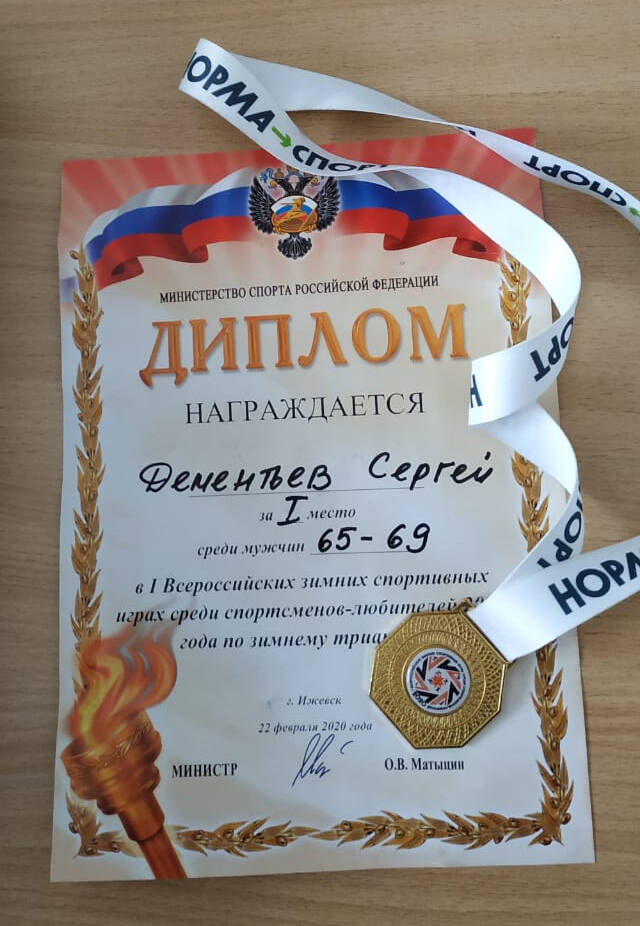 НОРМА СПОРТ
СПОРТ
МИНИСТЕРСТВО СПОРТА РОССИЙСКОЙ ФЕДЕРАЦИИ
ДИПЛОМ
НАГРАЖДАЕТСЯ
Дементьев Сергей
за I место
среди мужчин 65-69
в I Всероссийских зимних спортивных
играх среди спортсменов-любителей
года по зимнему
г. Ижевск
22 февраля 2020 года
МИНИСТР О.В. Матыцин